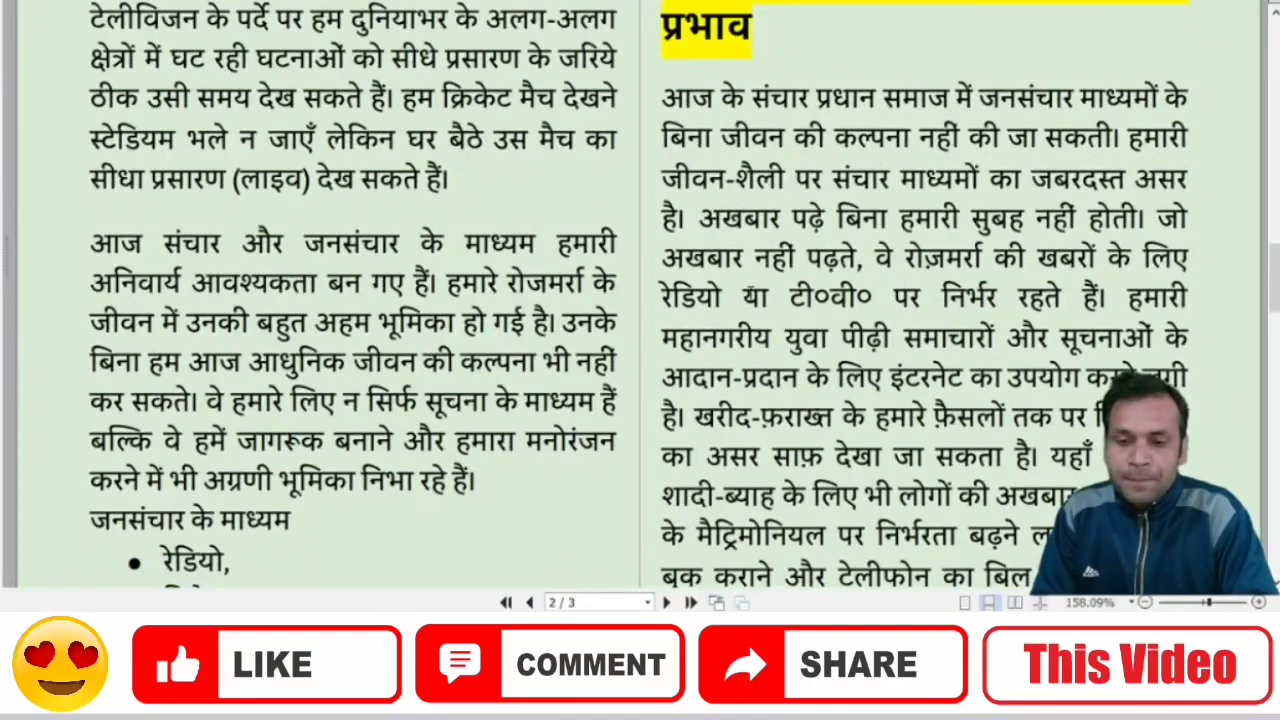 टेलीविजन के पर्दे पर हम दुनियाभर के अलग-अलग
क्षेत्रों में घट रही घटनाओं को सीधे प्रसारण के जरिये
ठीक उसी समय देख सकते हैं। हम क्रिकेट मैच देखने
स्टेडियम भले न जाएँ लेकिन घर बैठे उस मैच का
सीधा प्रसारण (लाइव) देख सकते हैं।
आज संचार और जनसंचार के माध्यम हमारी
अनिवार्य आवश्यकता बन गए हैं। हमारे रोजमर्रा के
जीवन में उनकी बहुत अहम भूमिका हो गई है। उनके
बिना हम आज आधुनिक जीवन की कल्पना भी नहीं
कर सकते। वे हमारे लिए न सिर्फ सूचना के माध्यम हैं
बल्कि वे हमें जागरूक बनाने और हमारा मनोरंजन
करने में भी अग्रणी भूमिका निभा रहे हैं।
जनसंचार के माध्यम
• रेडियो,
प्रभाव
आज के संचार प्रधान समाज में जनसंचार माध्यमों के
बिना जीवन की कल्पना नहीं की जा सकती। हमारी
जीवन-शैली पर संचार माध्यमों का जबरदस्त असर
है। अखबार पढ़े बिना हमारी सुबह नहीं होती। जो
अखबार नहीं पढ़ते, वे रोज़मर्रा की खबरों के लिए
रेडियो या टी०वी० पर निर्भर रहते हैं। हमारी
महानगरीय युवा पीढ़ी समाचारों और सूचनाओं के
आदान-प्रदान के लिए इंटरनेट का उपयोग करने लगी
है। खरीद-फ़राख्त के हमारे फ़ैसलों तक पर
का असर साफ़ देखा जा सकता है। यहाँ
शादी-ब्याह के लिए भी लोगों की अखबार
के मैट्रिमोनियल पर निर्भरता बढ़ने
बुक कराने और टेलीफोन का बिल
2 / 3
158.09%
LIKE
COMMENT
SHARE
This Video